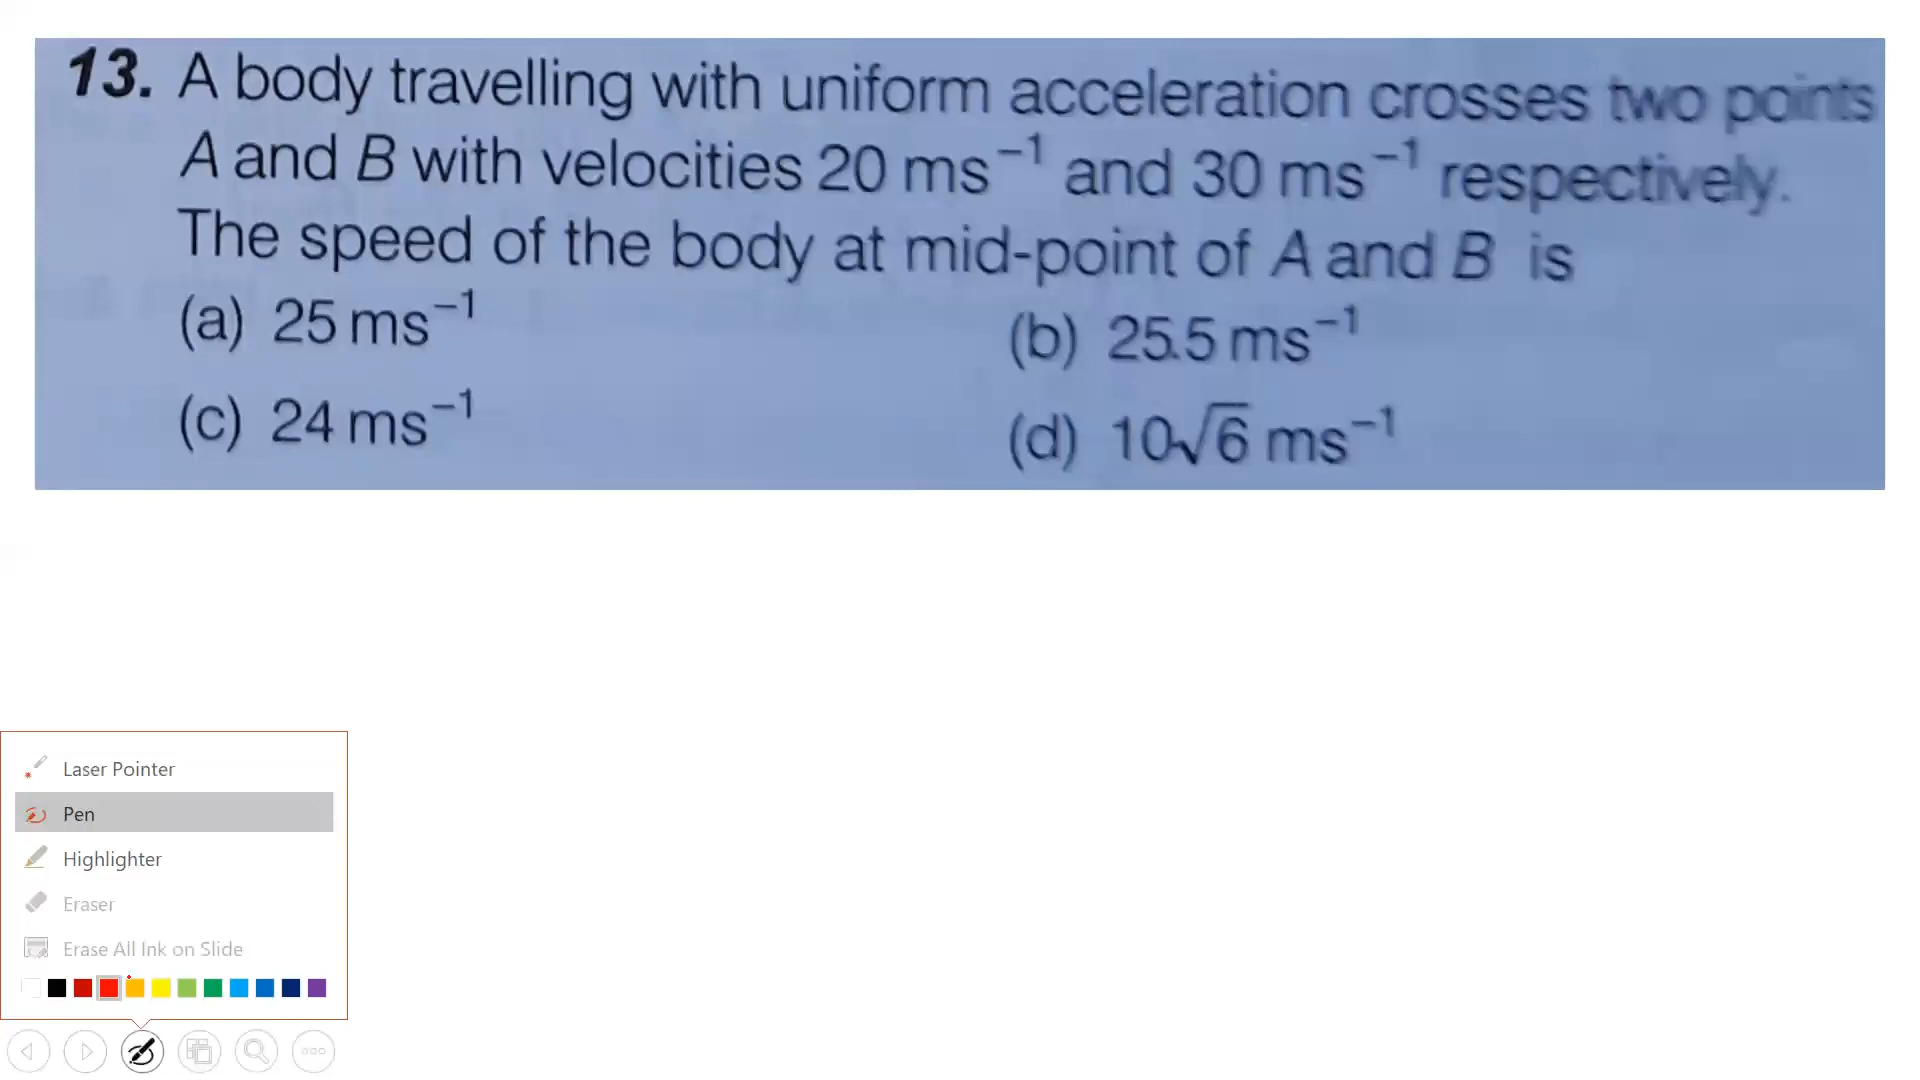 13. A body travelling with uniform acceleration crosses two points
A and B with velocities 20 ms⁻¹ and 30 ms⁻¹ respectively.
The speed of the body at mid-point of A and B is
(a) 25 ms⁻¹ (b) 25.5 ms⁻¹
(c) 24 ms⁻¹ (d) 10√6 ms⁻¹
Laser Pointer
Pen
Highlighter
Eraser
Erase All Ink on Slide